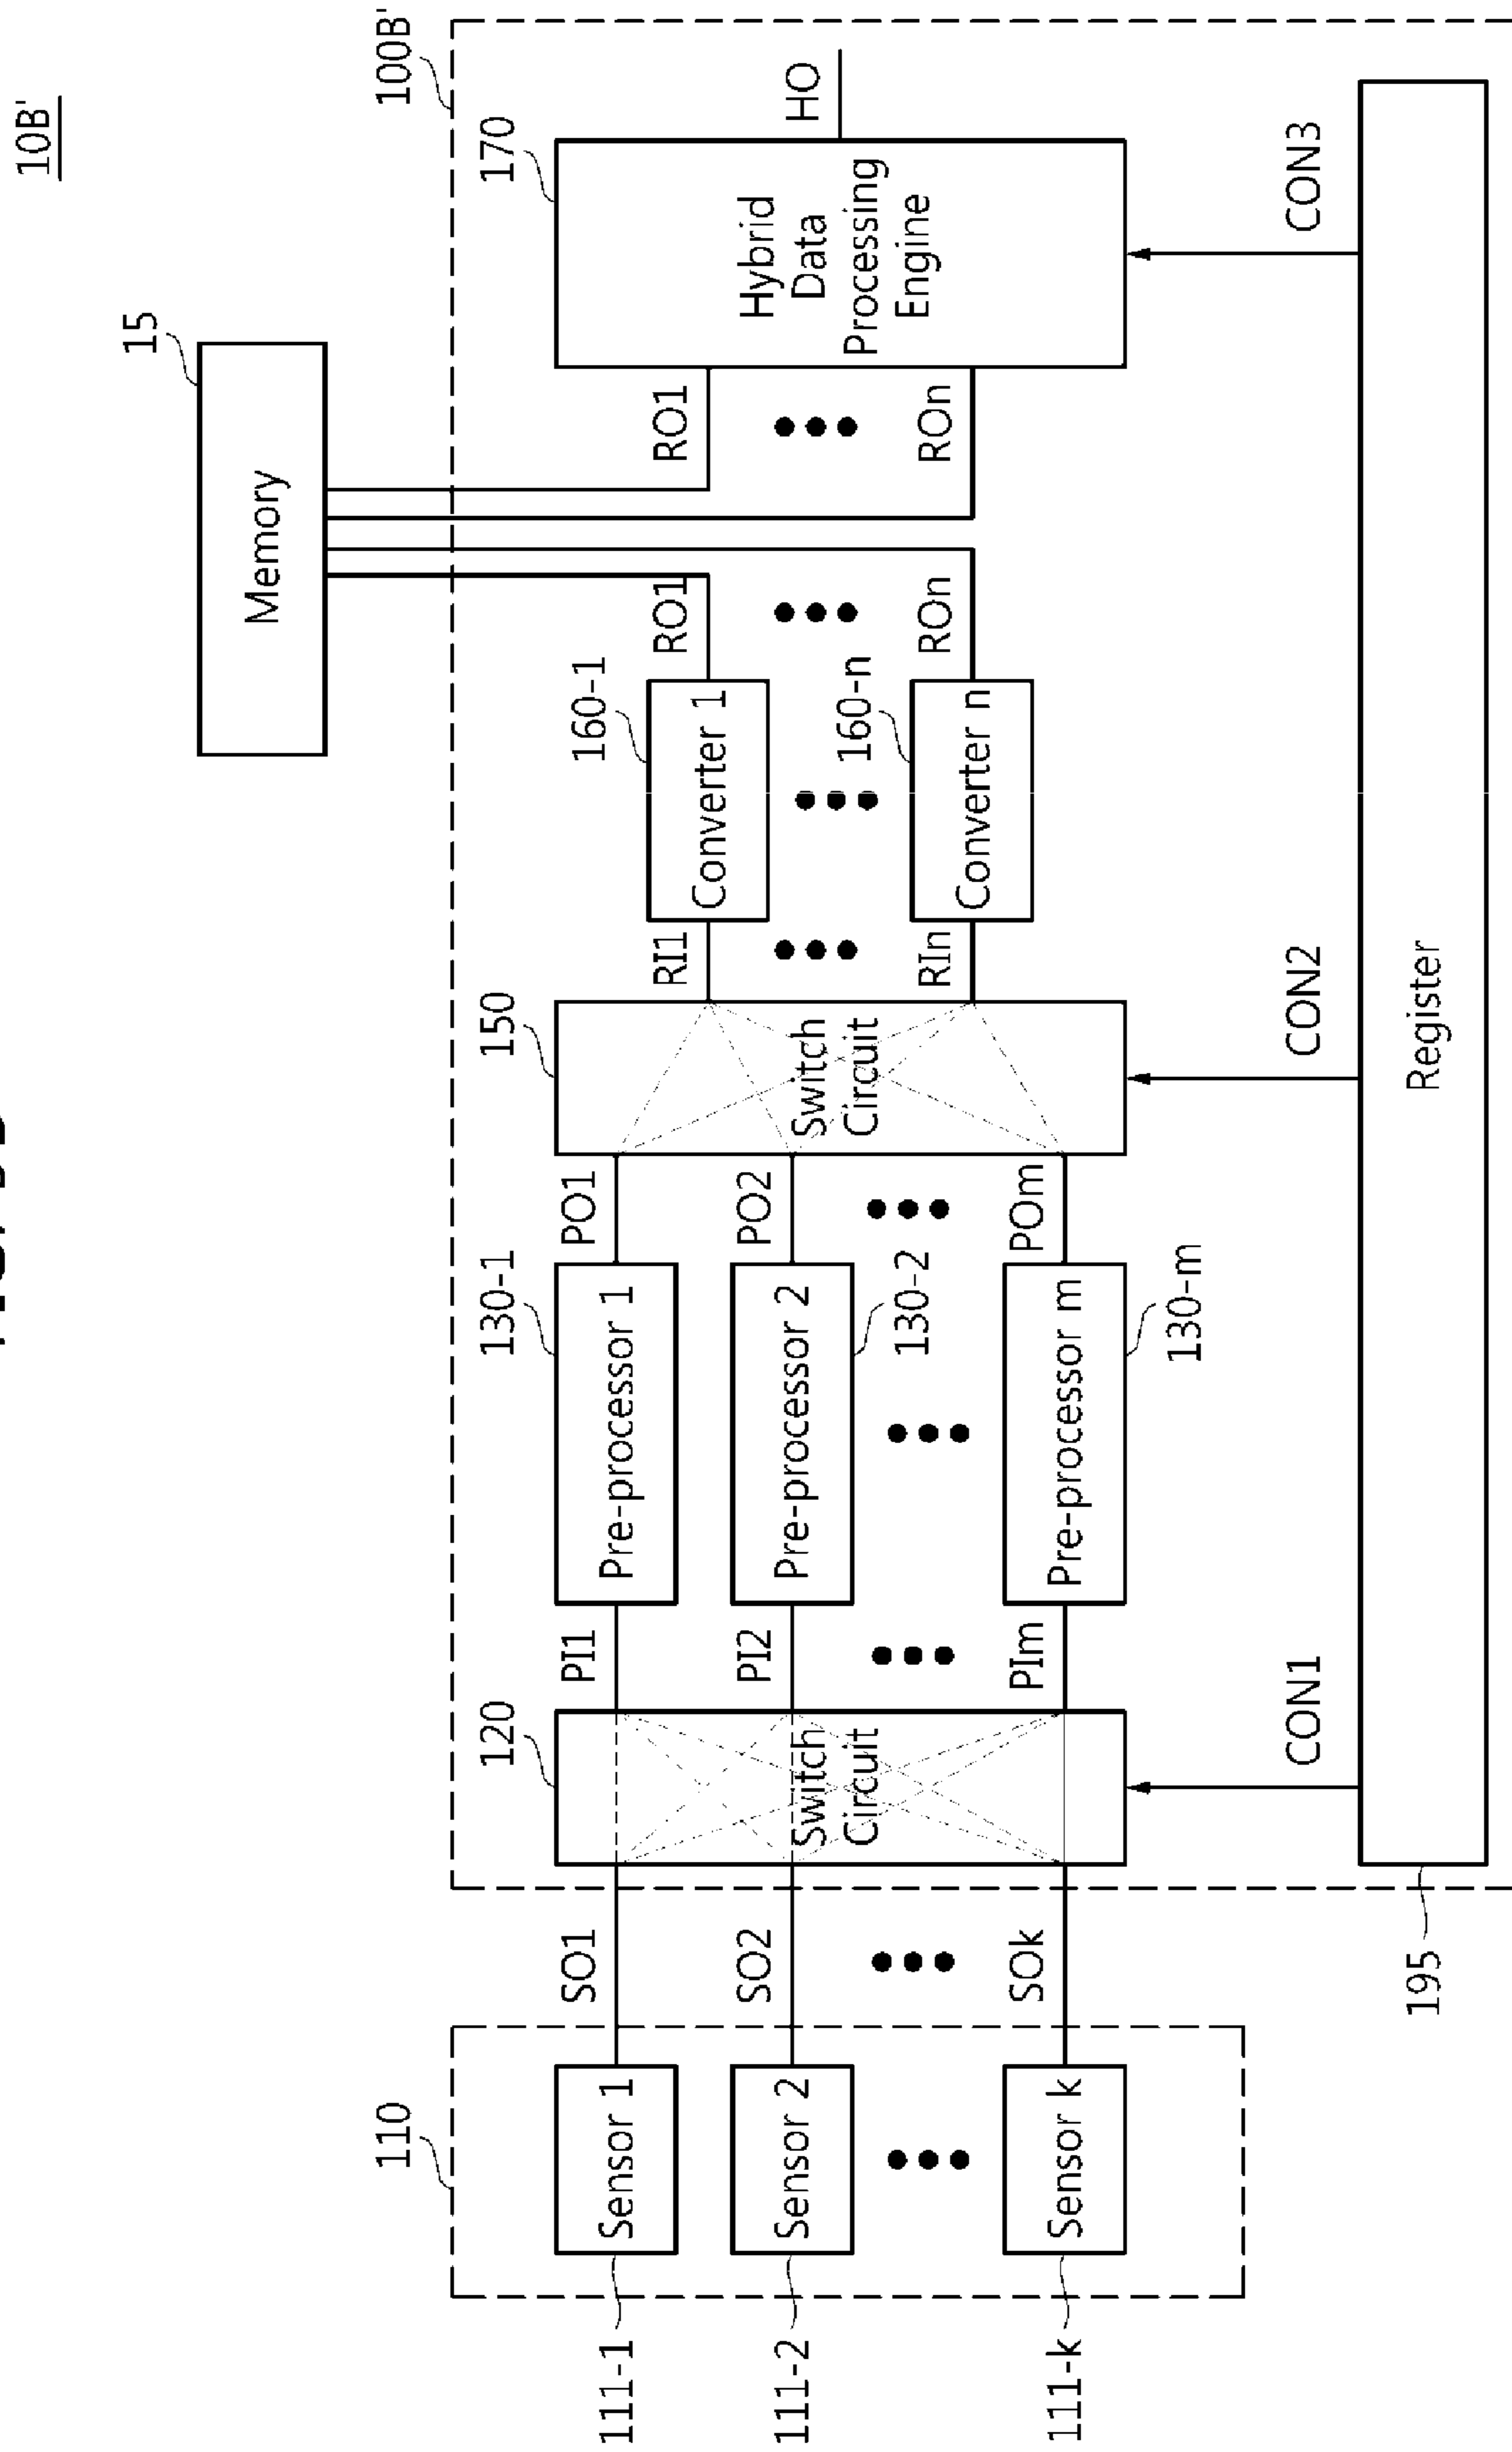 10B'
15
Memory
100B'
110
111-1
Sensor 1
SO1
111-2
Sensor 2
SO2
111-k
Sensor k
SOk
120
Switch
Circuit
PI1
PI2
PIm
130-1
Pre-processor 1
PO1
Pre-processor 2
130-2
PO2
Pre-processor m
130-m
POm
150
Switch
Circuit
RI1
RIn
160-1
Converter 1
RO1
160-n
Converter n
ROn
RO1
ROn
170
Hybrid
Data
Processing
Engine
HO
CON1
CON2
CON3
195
Register